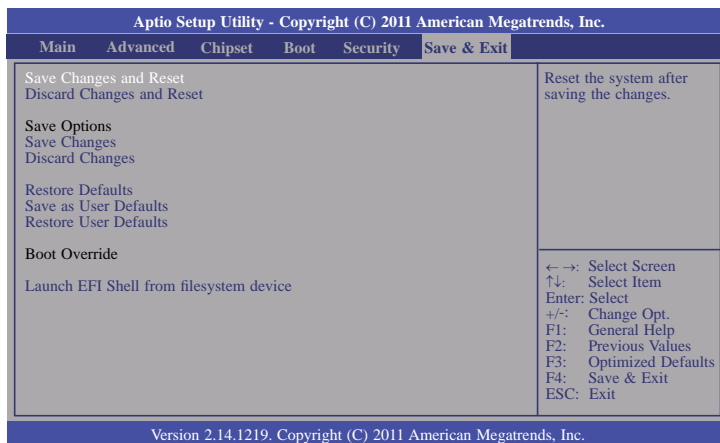 Aptio Setup Utility - Copyright (C) 2011 American Megatrends, Inc.
Main Advanced Chipset Boot Security Save & Exit
Save Changes and Reset
Discard Changes and Reset
Save Options
Save Changes
Discard Changes
Restore Defaults
Save as User Defaults
Restore User Defaults
Boot Override
Launch EFI Shell from filesystem device
Reset the system after
saving the changes.
← →: Select Screen
↑↓: Select Item
Enter: Select
+/-: Change Opt.
F1: General Help
F2: Previous Values
F3: Optimized Defaults
F4: Save & Exit
ESC: Exit
Version 2.14.1219. Copyright (C) 2011 American Megatrends, Inc.